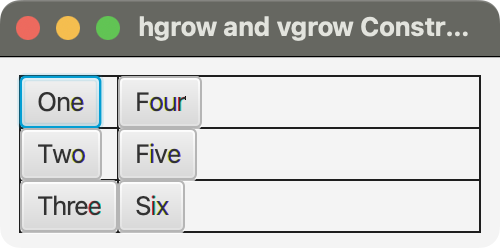 hgrow and vgrow Constr...
One Four
Two Five
Three Six